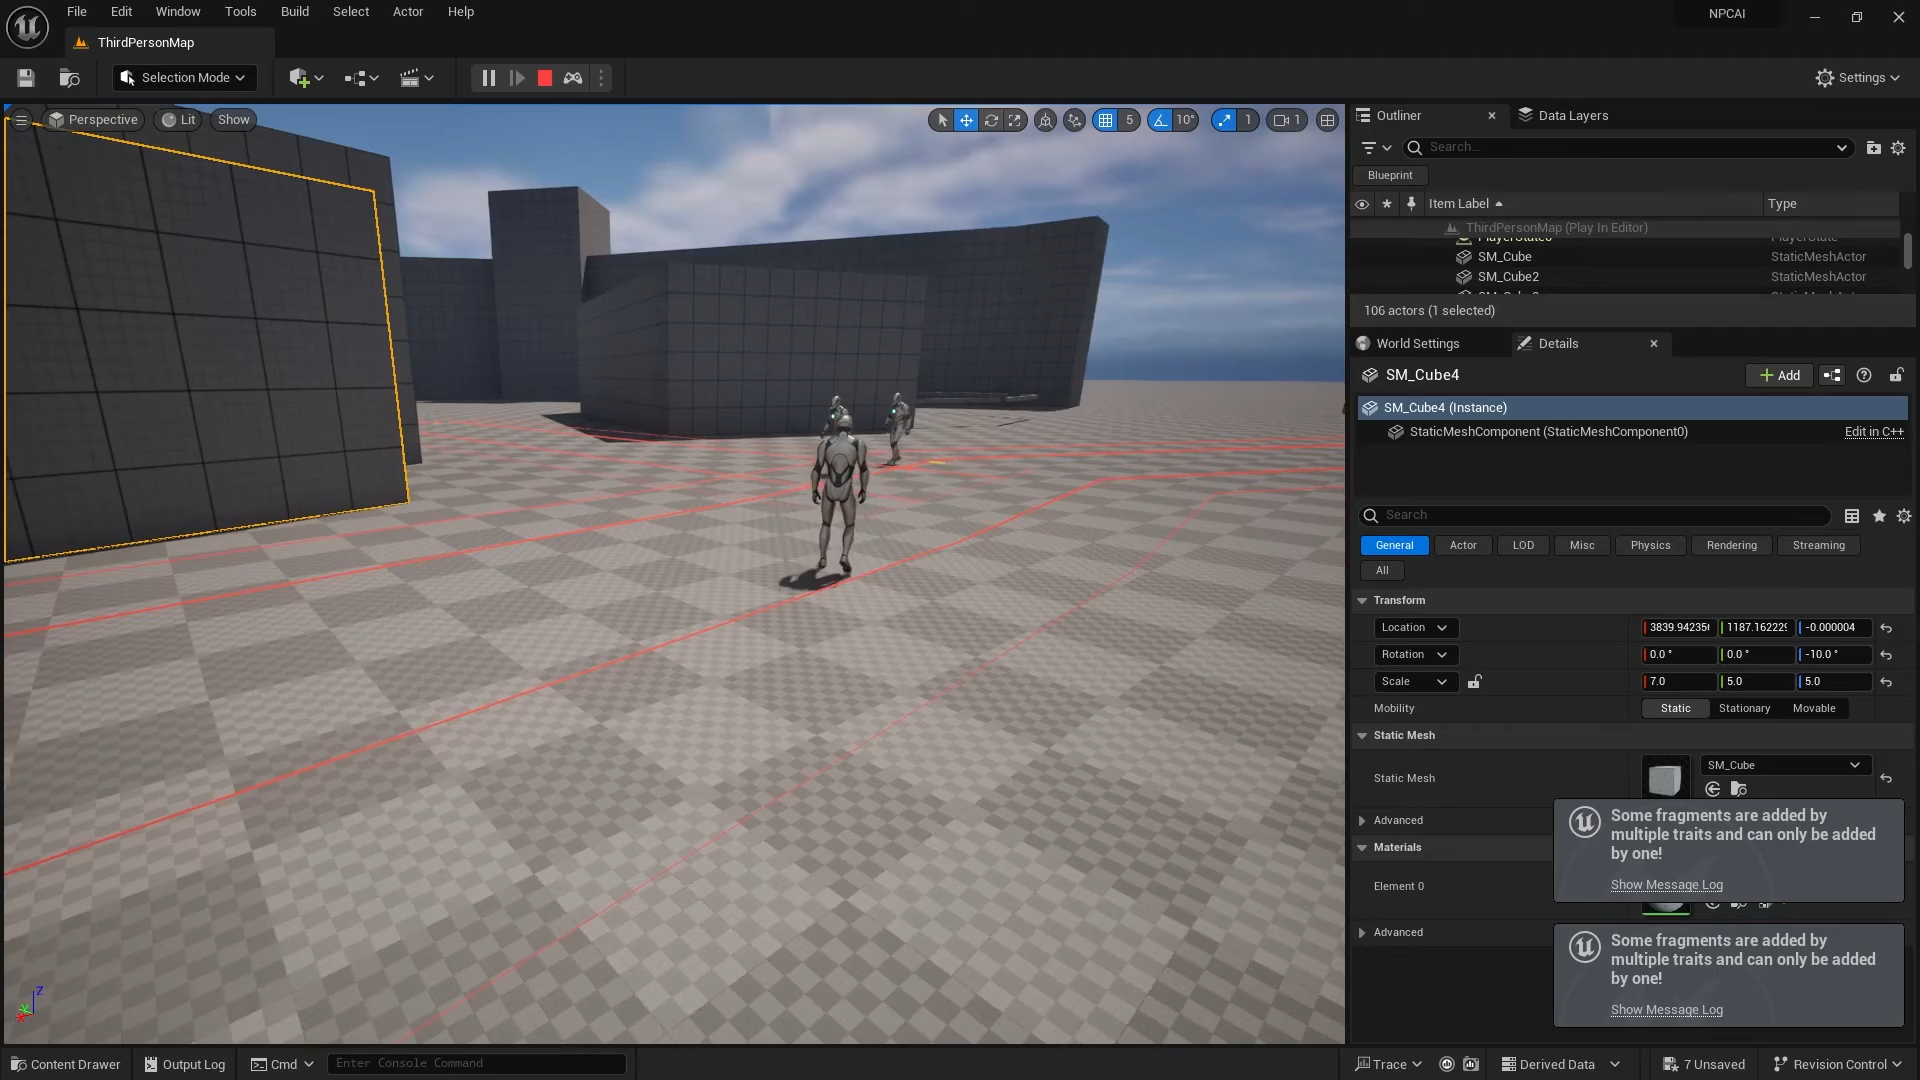 File Edit Window Tools Build Select Actor Help
NPCAI
ThirdPersonMap
Selection Mode
Settings
Perspective Lit Show
5 10° 1 1
Outliner Data Layers
Search...
Blueprint
Item Label Type
ThirdPersonMap (Play In Editor)
PlayerState0 PlayerState
SM_Cube StaticMeshActor
SM_Cube2 StaticMeshActor
106 actors (1 selected)
World Settings Details
SM_Cube4 Add
SM_Cube4 (Instance)
StaticMeshComponent (StaticMeshComponent0) Edit in C++
Search
General Actor LOD Misc Physics Rendering Streaming
All
Transform
Location 3839.94235 1187.162229 -0.000004
Rotation 0.0 ° 0.0 ° -10.0 °
Scale 7.0 5.0 5.0
Mobility Static Stationary Movable
Static Mesh
Static Mesh SM_Cube
Advanced
Materials
Element 0
Advanced
Some fragments are added by
multiple traits and can only be added
by one!
Show Message Log
Some fragments are added by
multiple traits and can only be added
by one!
Show Message Log
Z
Content Drawer Output Log Cmd Enter Console Command
Trace Derived Data 7 Unsaved Revision Control